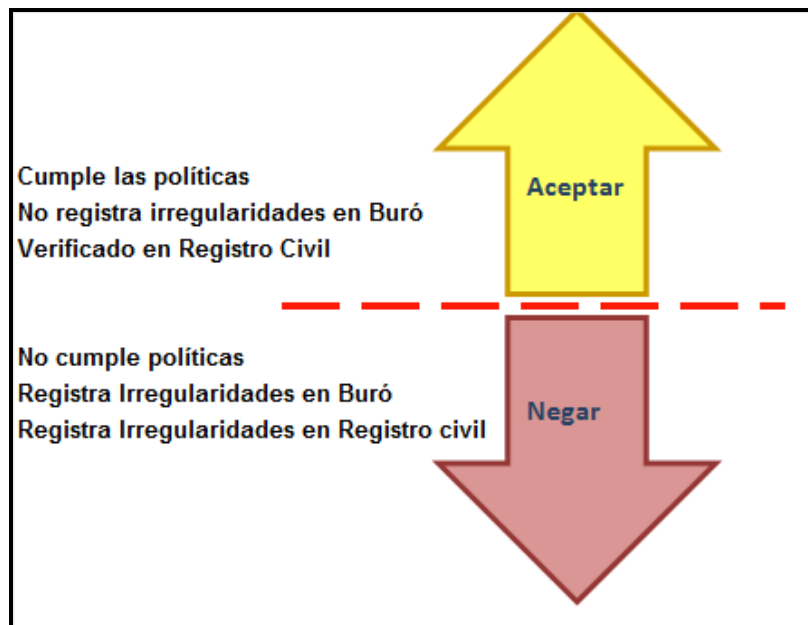 Cumple las políticas
No registra irregularidades en Buró
Verificado en Registro Civil
Aceptar
No cumple políticas
Registra Irregularidades en Buró
Registra Irregularidades en Registro civil
Negar